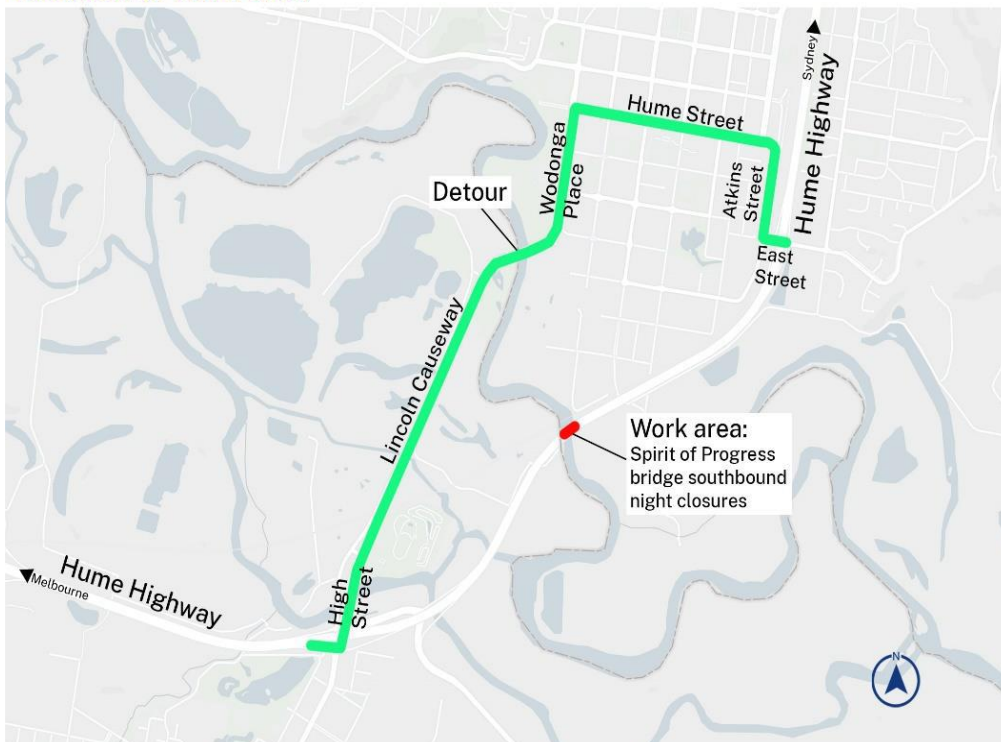 Sydney
Hume Highway
Hume Street
Wodonga
Place
Atkins
Street
Detour
East
Street
Lincoln Causeway
Work area:
Spirit of Progress
bridge southbound
night closures
High
Street
Hume Highway
Melbourne
N